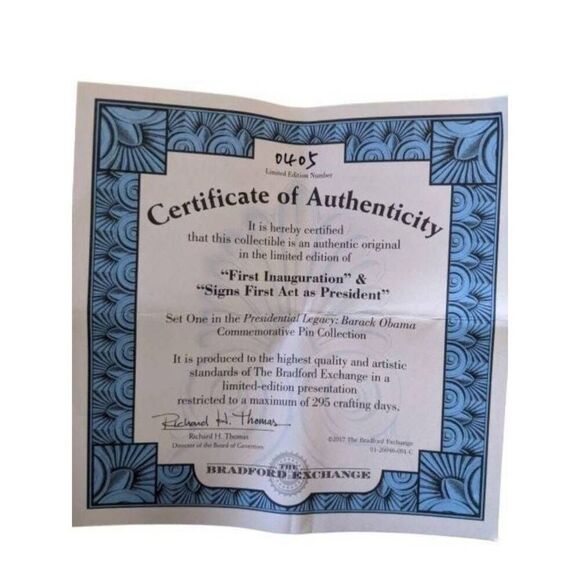 0405
Limited Edition Number
Certificate of Authenticity
It is hereby certified
that this collectible is an authentic original
in the limited edition of
"First Inauguration" &
"Signs First Act as President"
Set One in the Presidential Legacy: Barack Obama
Commemorative Pin Collection
It is produced to the highest quality and artistic
standards of The Bradford Exchange in a
limited-edition presentation
restricted to a maximum of 295 crafting days.
Richard H. Thomas
Richard H. Thomas
Director of the Board of Governors
©2017 The Bradford Exchange
01-26046-001-C
THE
BRADFORD EXCHANGE